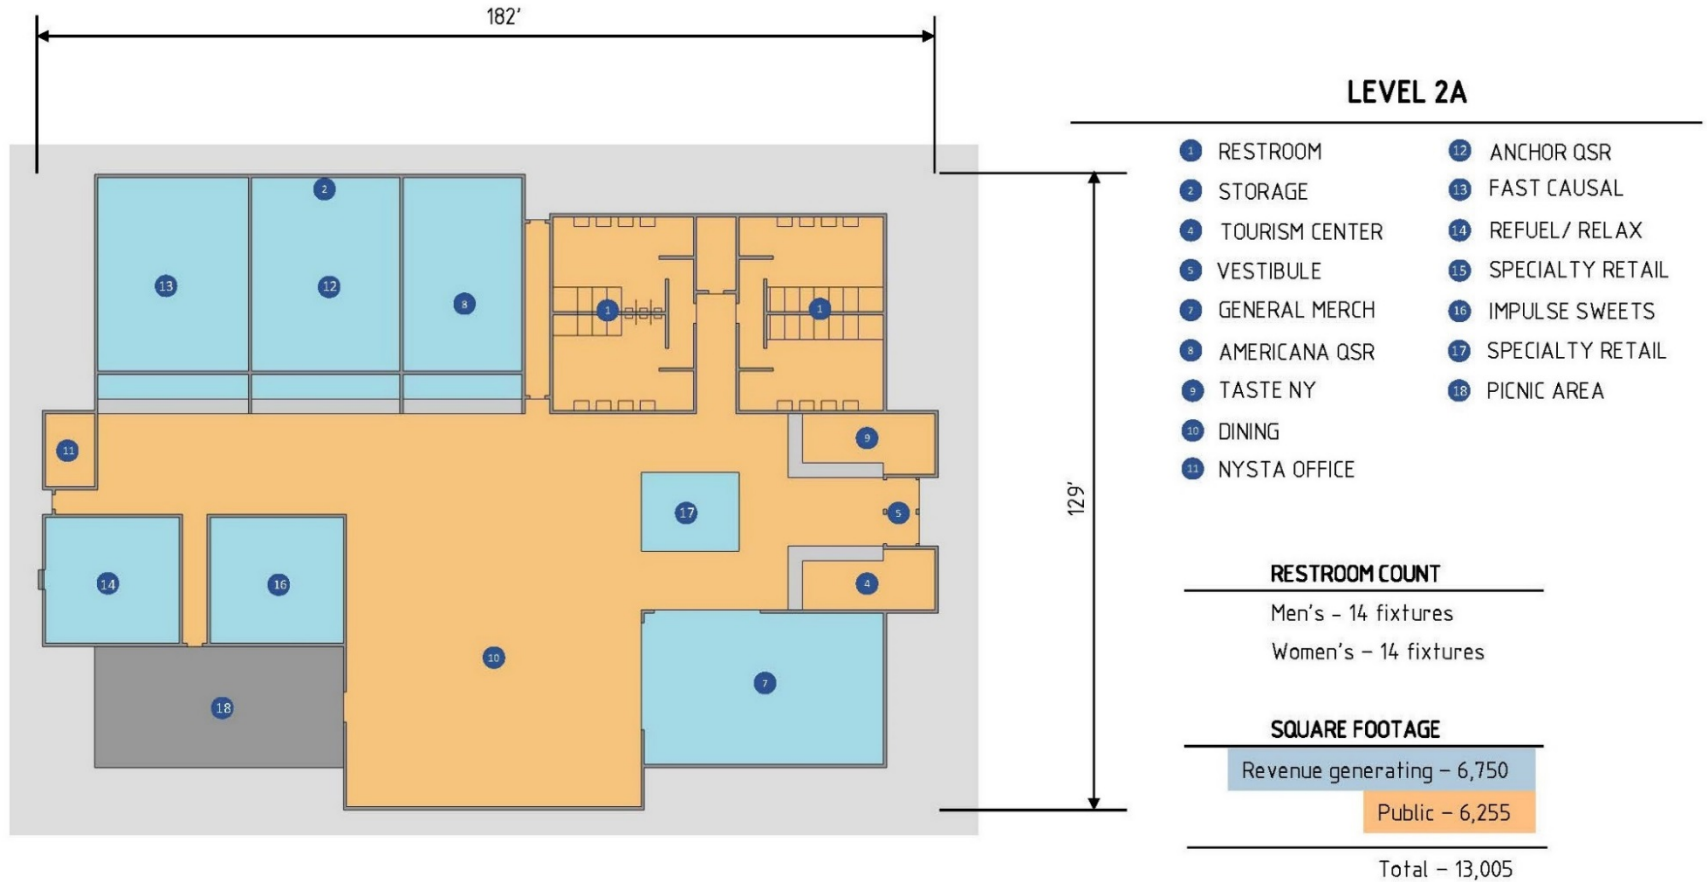 182'
LEVEL 2A
1 RESTROOM
2 STORAGE
4 TOURISM CENTER
5 VESTIBULE
7 GENERAL MERCH
8 AMERICANA QSR
9 TASTE NY
10 DINING
11 NYSTA OFFICE
12 ANCHOR QSR
13 FAST CAUSAL
14 REFUEL/ RELAX
15 SPECIALTY RETAIL
16 IMPULSE SWEETS
17 SPECIALTY RETAIL
18 PICNIC AREA
2
13
12
8
1
1
11
9
17
5
14
16
4
10
7
18
129'
RESTROOM COUNT
Men's – 14 fixtures
Women's – 14 fixtures
SQUARE FOOTAGE
Revenue generating – 6,750
Public – 6,255
Total – 13,005